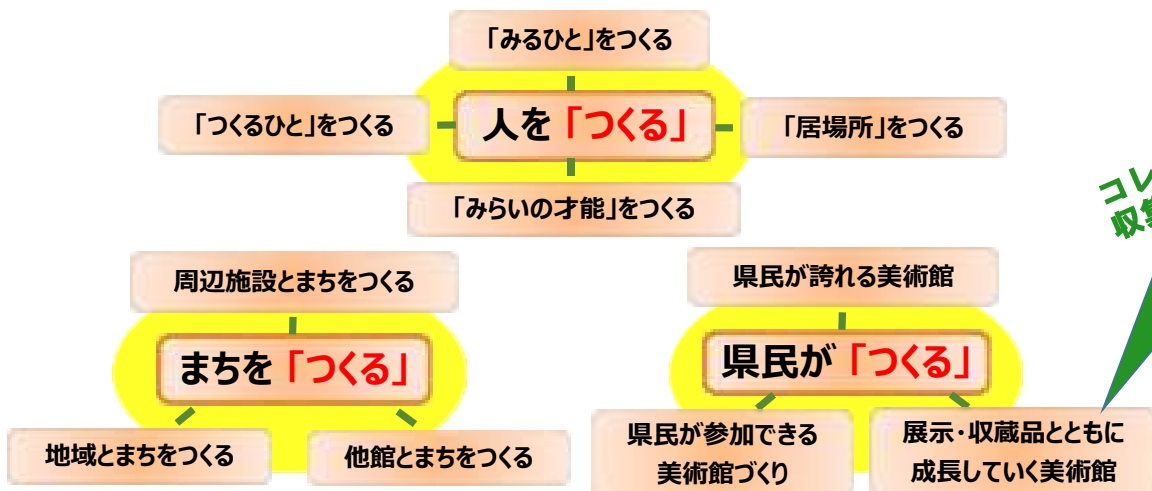 「みるひと」をつくる
「つくるひと」をつくる
人を「つくる」
「居場所」をつくる
「みらいの才能」をつくる
コレ
収集
周辺施設とまちをつくる
まちを「つくる」
地域とまちをつくる
他館とまちをつくる
県民が誇れる美術館
県民が「つくる」
県民が参加できる
美術館づくり
展示・収蔵品とともに
成長していく美術館